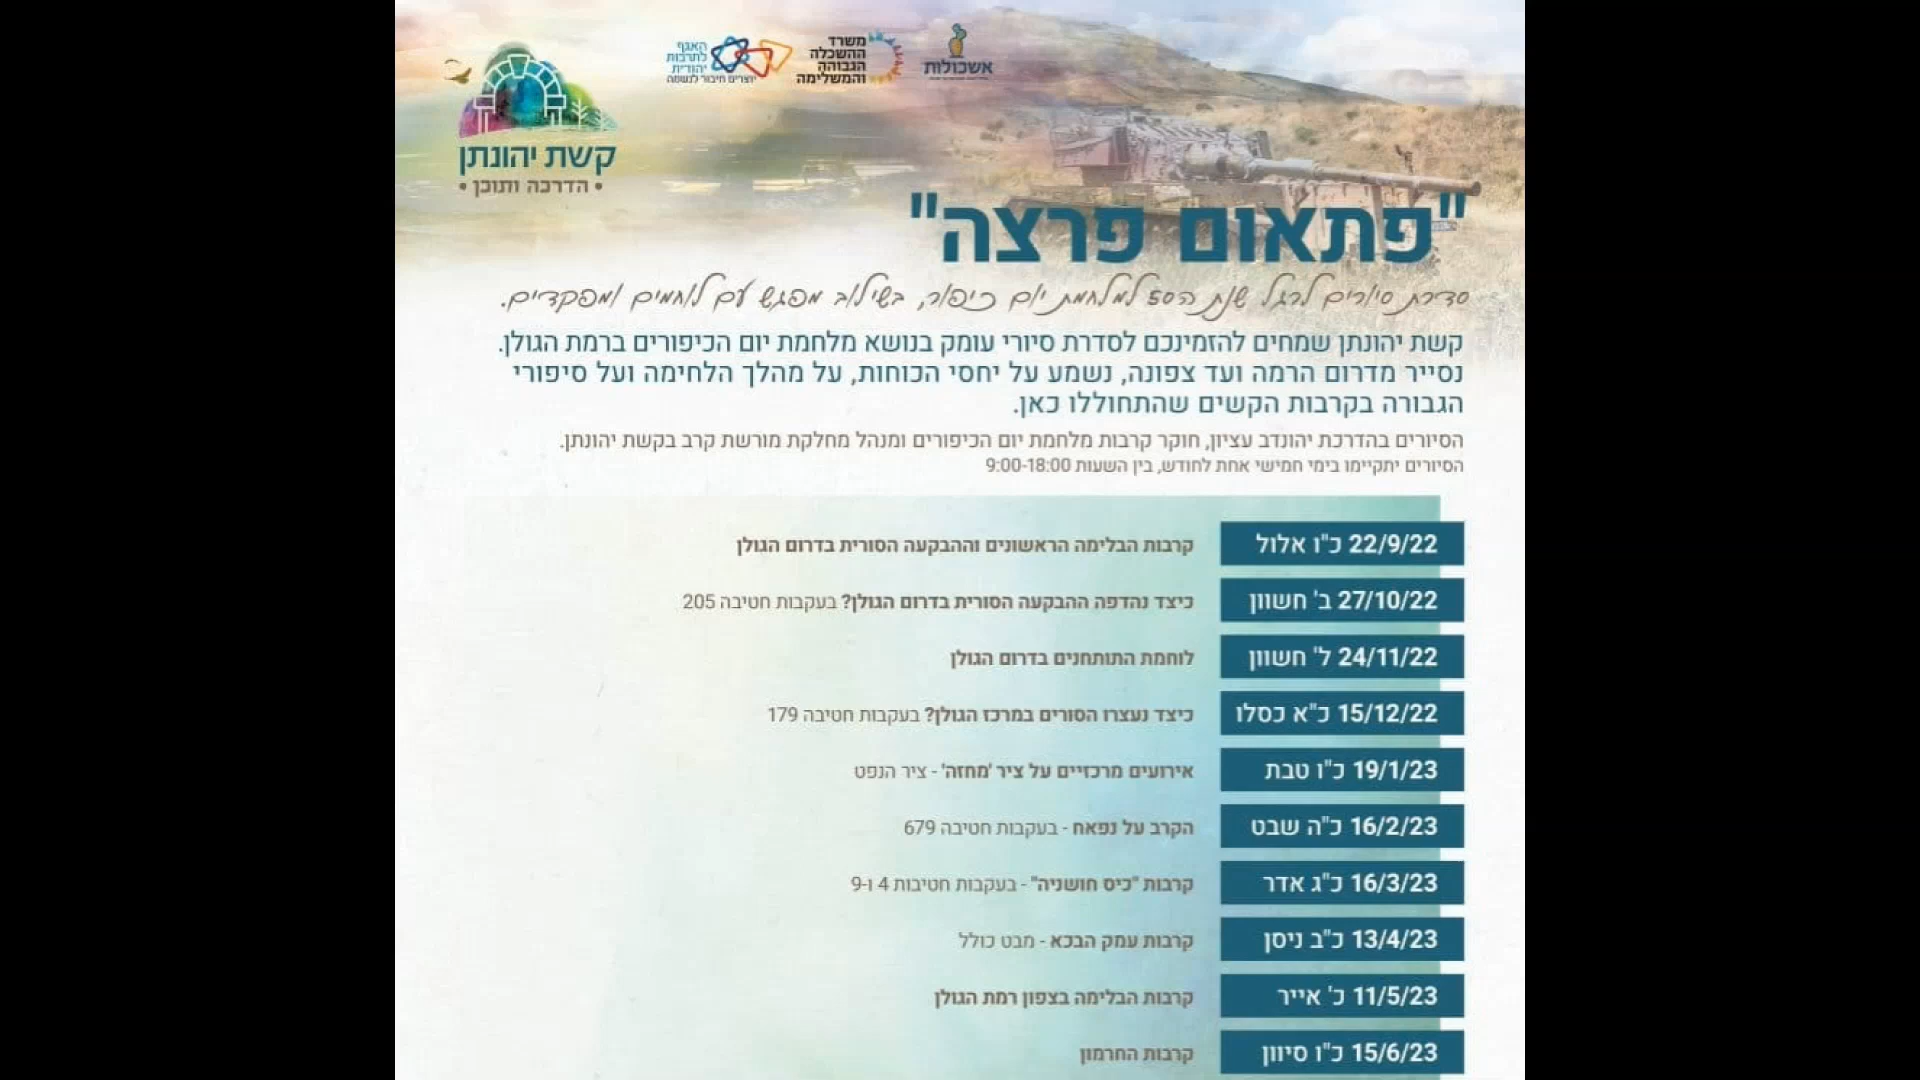 האגף
לתרבות
יהודית
יוצרים חיבור לנשמה
משרד
ההשכלה
הגבוהה
והמשלימה
אשכולות
קשת יהונתן
• הדרכה ותוכן •
"פתאום פרצה"
סדרת סיורים לרגל שנת ה50 למלחמת יום כיפור, בשילוב מפגש עם לוחמים ומפקדים.
קשת יהונתן שמחים להזמינכם לסדרת סיורי עומק בנושא מלחמת יום הכיפורים ברמת הגולן.
נסייר מדרום הרמה ועד צפונה, נשמע על יחסי הכוחות, על מהלך הלחימה ועל סיפורי
הגבורה בקרבות הקשים שהתחוללו כאן.
הסיורים בהדרכת יהונדב עציון, חוקר קרבות מלחמת יום הכיפורים ומנהל מחלקת מורשת קרב בקשת יהונתן.
הסיורים יתקיימו בימי חמישי אחת לחודש, בין השעות 9:00-18:00
22/9/22 כ"ו אלול קרבות הבלימה הראשונים וההבקעה הסורית בדרום הגולן
27/10/22 ב' חשוון כיצד נהדפה ההבקעה הסורית בדרום הגולן? בעקבות חטיבה 205
24/11/22 ל' חשוון לוחמת התותחנים בדרום הגולן
15/12/22 כ"א כסלו כיצד נעצרו הסורים במרכז הגולן? בעקבות חטיבה 179
19/1/23 כ"ו טבת אירועים מרכזיים על ציר 'מחזה' - ציר הנפט
16/2/23 כ"ה שבט הקרב על נפאח - בעקבות חטיבה 679
16/3/23 כ"ג אדר קרבות "כיס חושניה" - בעקבות חטיבות 4 ו-9
13/4/23 כ"ב ניסן קרבות עמק הבכא - מבט כולל
11/5/23 כ' אייר קרבות הבלימה בצפון רמת הגולן
15/6/23 כ"ו סיוון קרבות החרמון